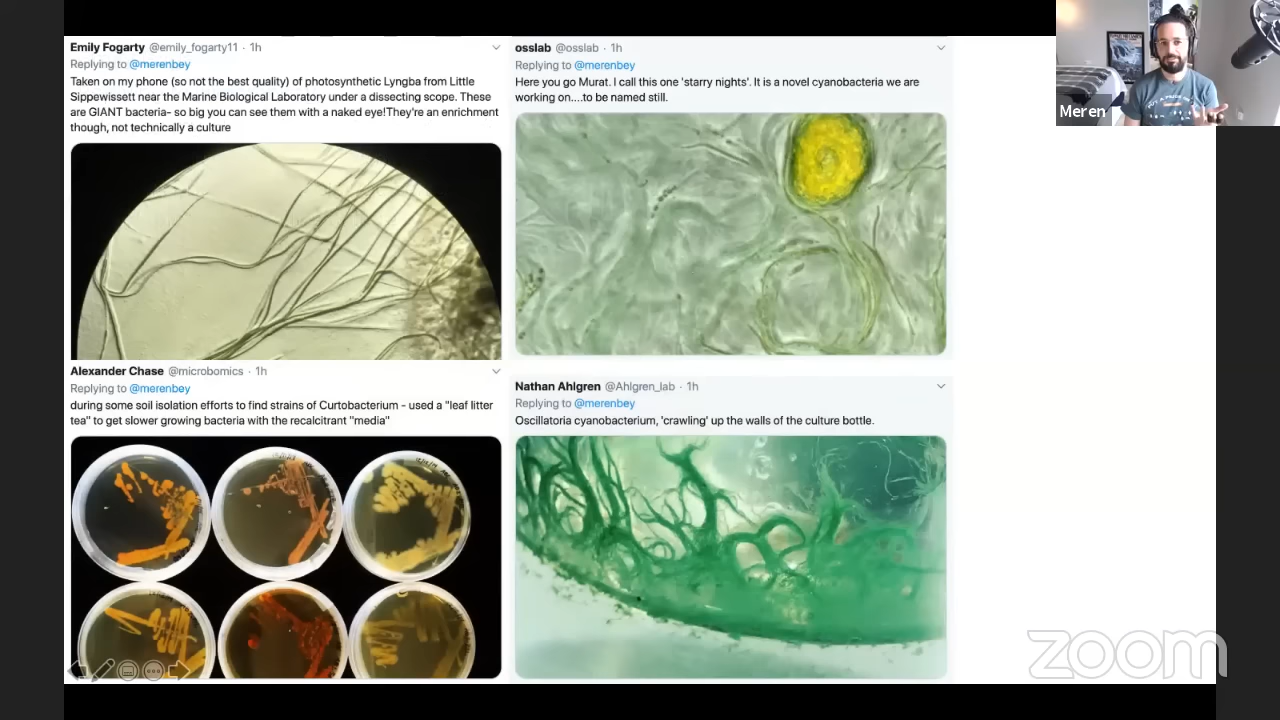 Emily Fogarty @emily_fogarty11 · 1h
Replying to @merenbey
Taken on my phone (so not the best quality) of photosynthetic Lyngba from Little
Sippewissett near the Marine Biological Laboratory under a dissecting scope. These
are GIANT bacteria- so big you can see them with a naked eye!They're an enrichment
though, not technically a culture
osslab @osslab · 1h
Replying to @merenbey
Here you go Murat. I call this one 'starry nights'. It is a novel cyanobacteria we are
working on....to be named still.
Alexander Chase @microbomics · 1h
Replying to @merenbey
during some soil isolation efforts to find strains of Curtobacterium - used a "leaf litter
tea" to get slower growing bacteria with the recalcitrant "media"
Nathan Ahlgren @Ahlgren_lab · 1h
Replying to @merenbey
Oscillatoria cyanobacterium, 'crawling' up the walls of the culture bottle.
Meren
zoom